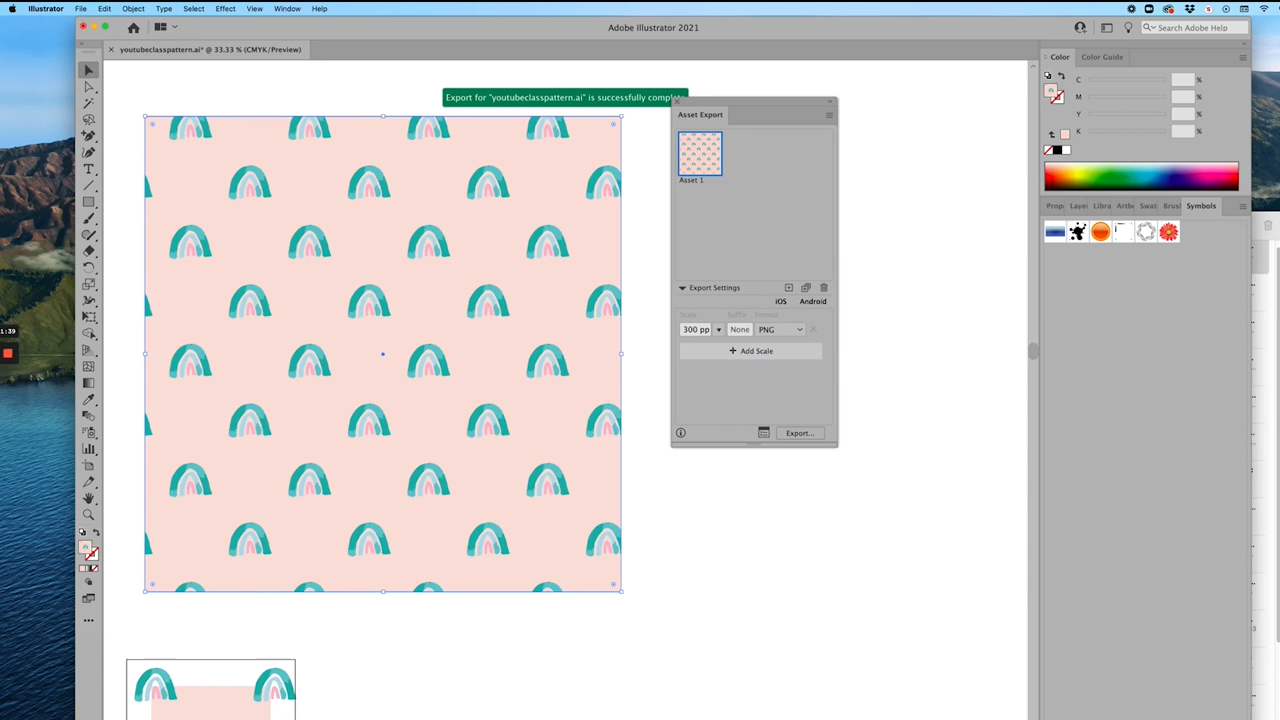 Illustrator File Edit Object Type Select Effect View Window Help
Adobe Illustrator 2021
Search Adobe Help
× youtubeclasspattern.ai* @ 33.33 % (CMYK/Preview)
Export for "youtubeclasspattern.ai" is successfully
Asset Export
Asset 1
Export Settings
iOS Android
Scale Suffix Format
300 pp None PNG
+ Add Scale
Export...
Color Color Guide
C %
M %
Y %
K %
Symbols
1:39
T